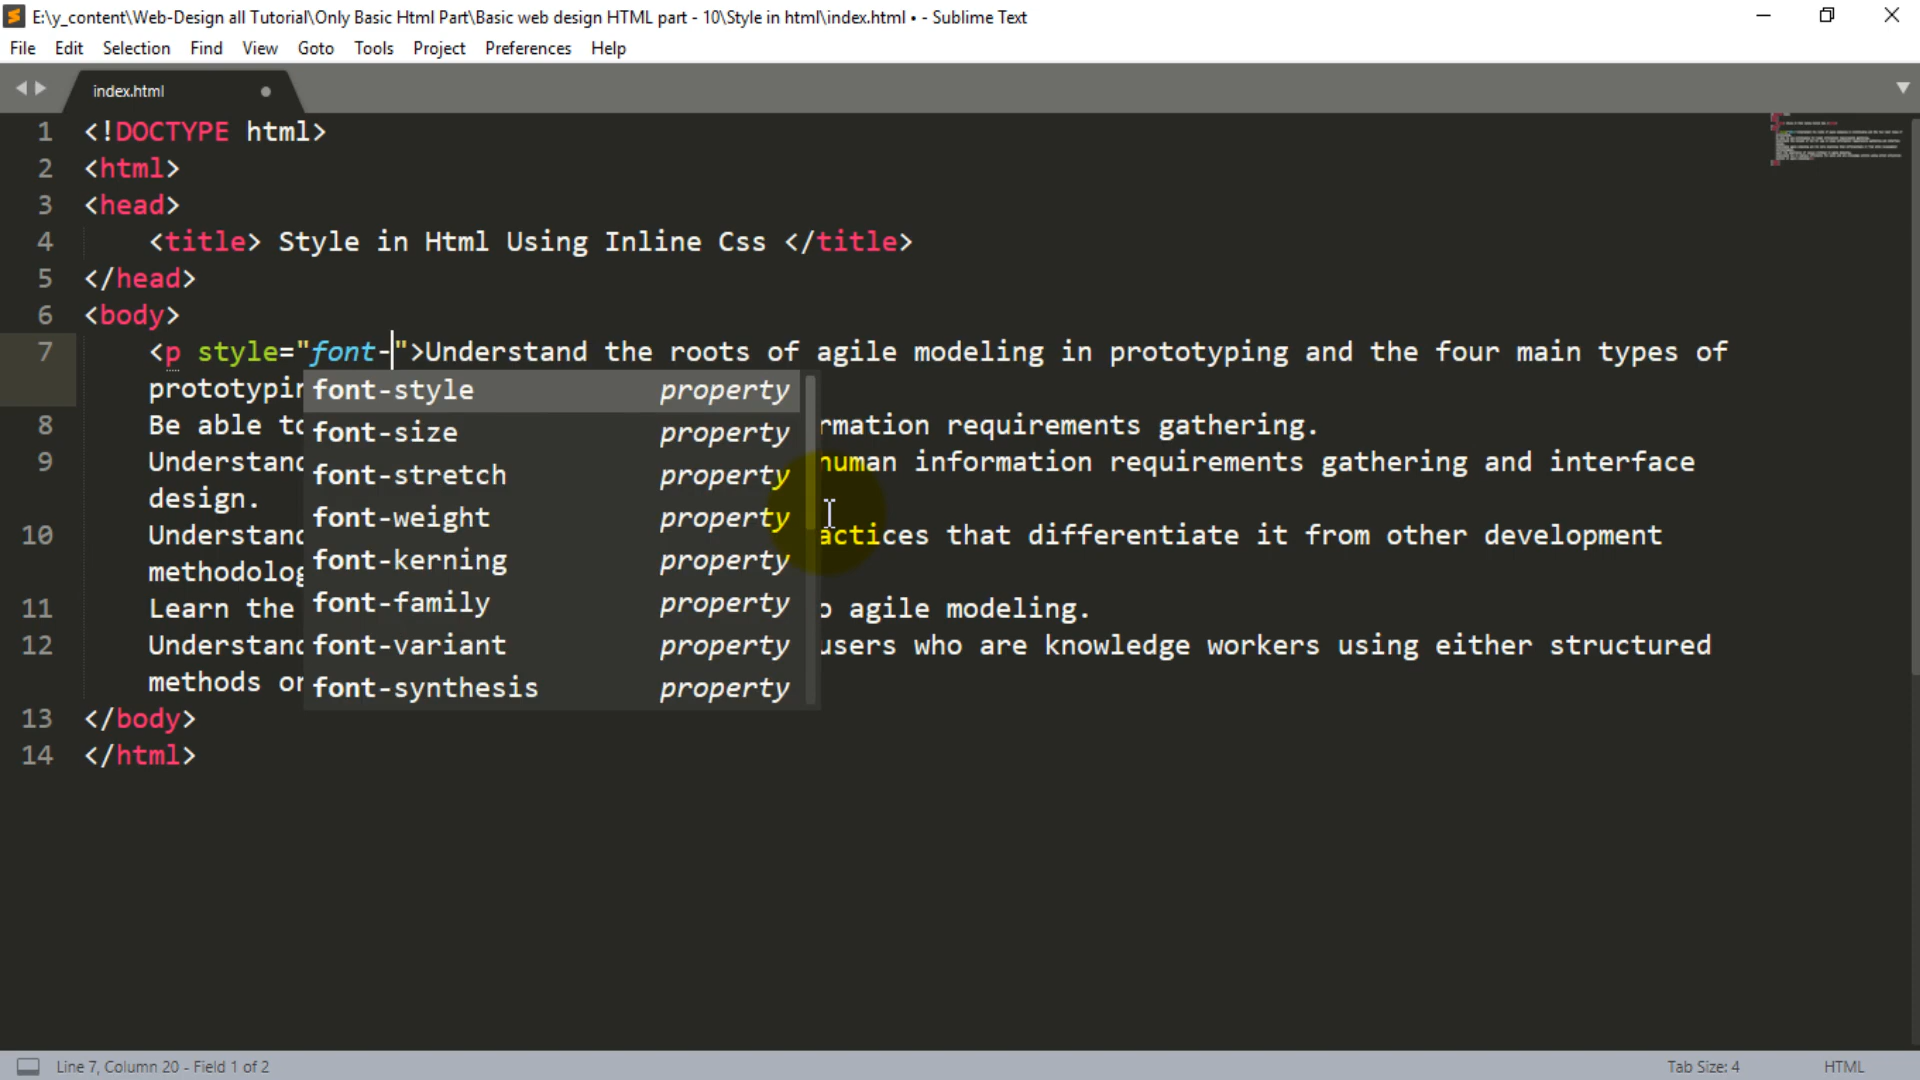 E:\y_content\Web-Design all Tutorial\Only Basic Html Part\Basic web design HTML part - 10\Style in html\index.html • - Sublime Text
File Edit Selection Find View Goto Tools Project Preferences Help
index.html
1 <!DOCTYPE html>
2 <html>
3 <head>
4 <title> Style in Html Using Inline Css </title>
5 </head>
6 <body>
7 <p style="font-">Understand the roots of agile modeling in prototyping and the four main types of
prototypin
font-style property
font-size property
font-stretch property
font-weight property
font-kerning property
font-family property
font-variant property
font-synthesis property
8 Be able to rmation requirements gathering.
9 Understand human information requirements gathering and interface
design.
10 Understand actices that differentiate it from other development
methodolog
11 Learn the o agile modeling.
12 Understand users who are knowledge workers using either structured
methods or
13 </body>
14 </html>
Line 7, Column 20 - Field 1 of 2 Tab Size: 4 HTML